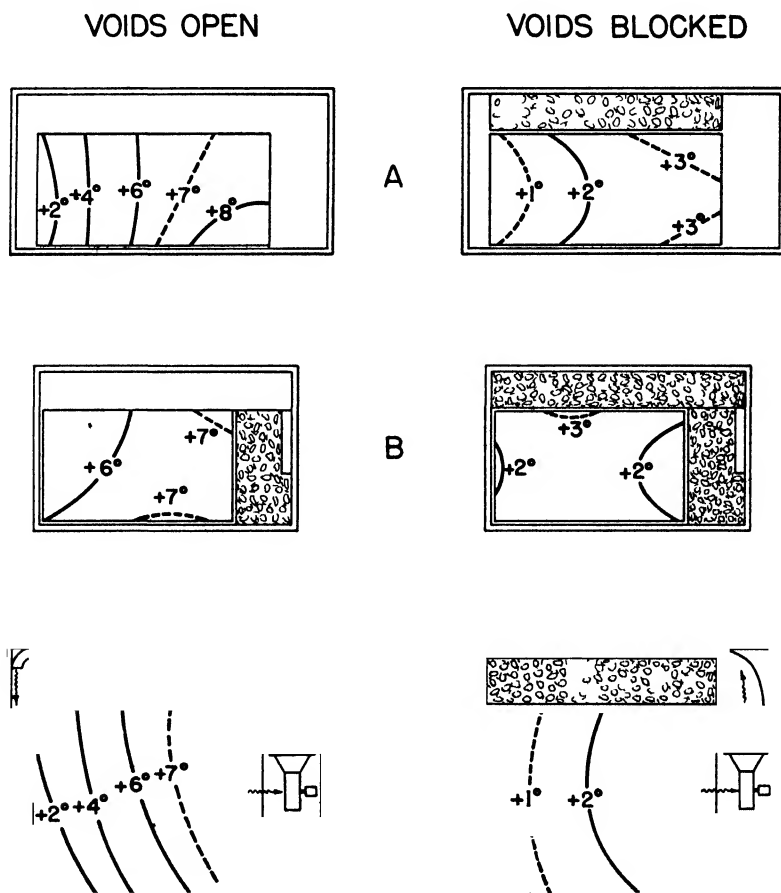 VOIDS OPEN
VOIDS BLOCKED
+2° +4° +6° +7° +8°
A
+1° +2° +3°
+3°
+6° +7°
+7°
B
+3°
+2° +2°
+2° +4° +6° +7°
+1° +2°